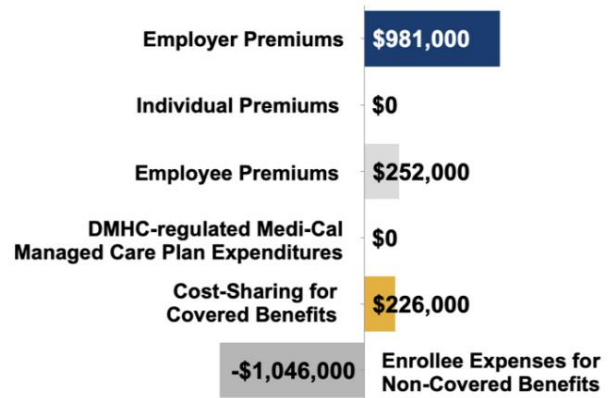 Employer Premiums $981,000
Individual Premiums $0
Employee Premiums $252,000
DMHC-regulated Medi-Cal
Managed Care Plan Expenditures
$0
Cost-Sharing for
Covered Benefits
$226,000
-$1,046,000
Enrollee Expenses for
Non-Covered Benefits